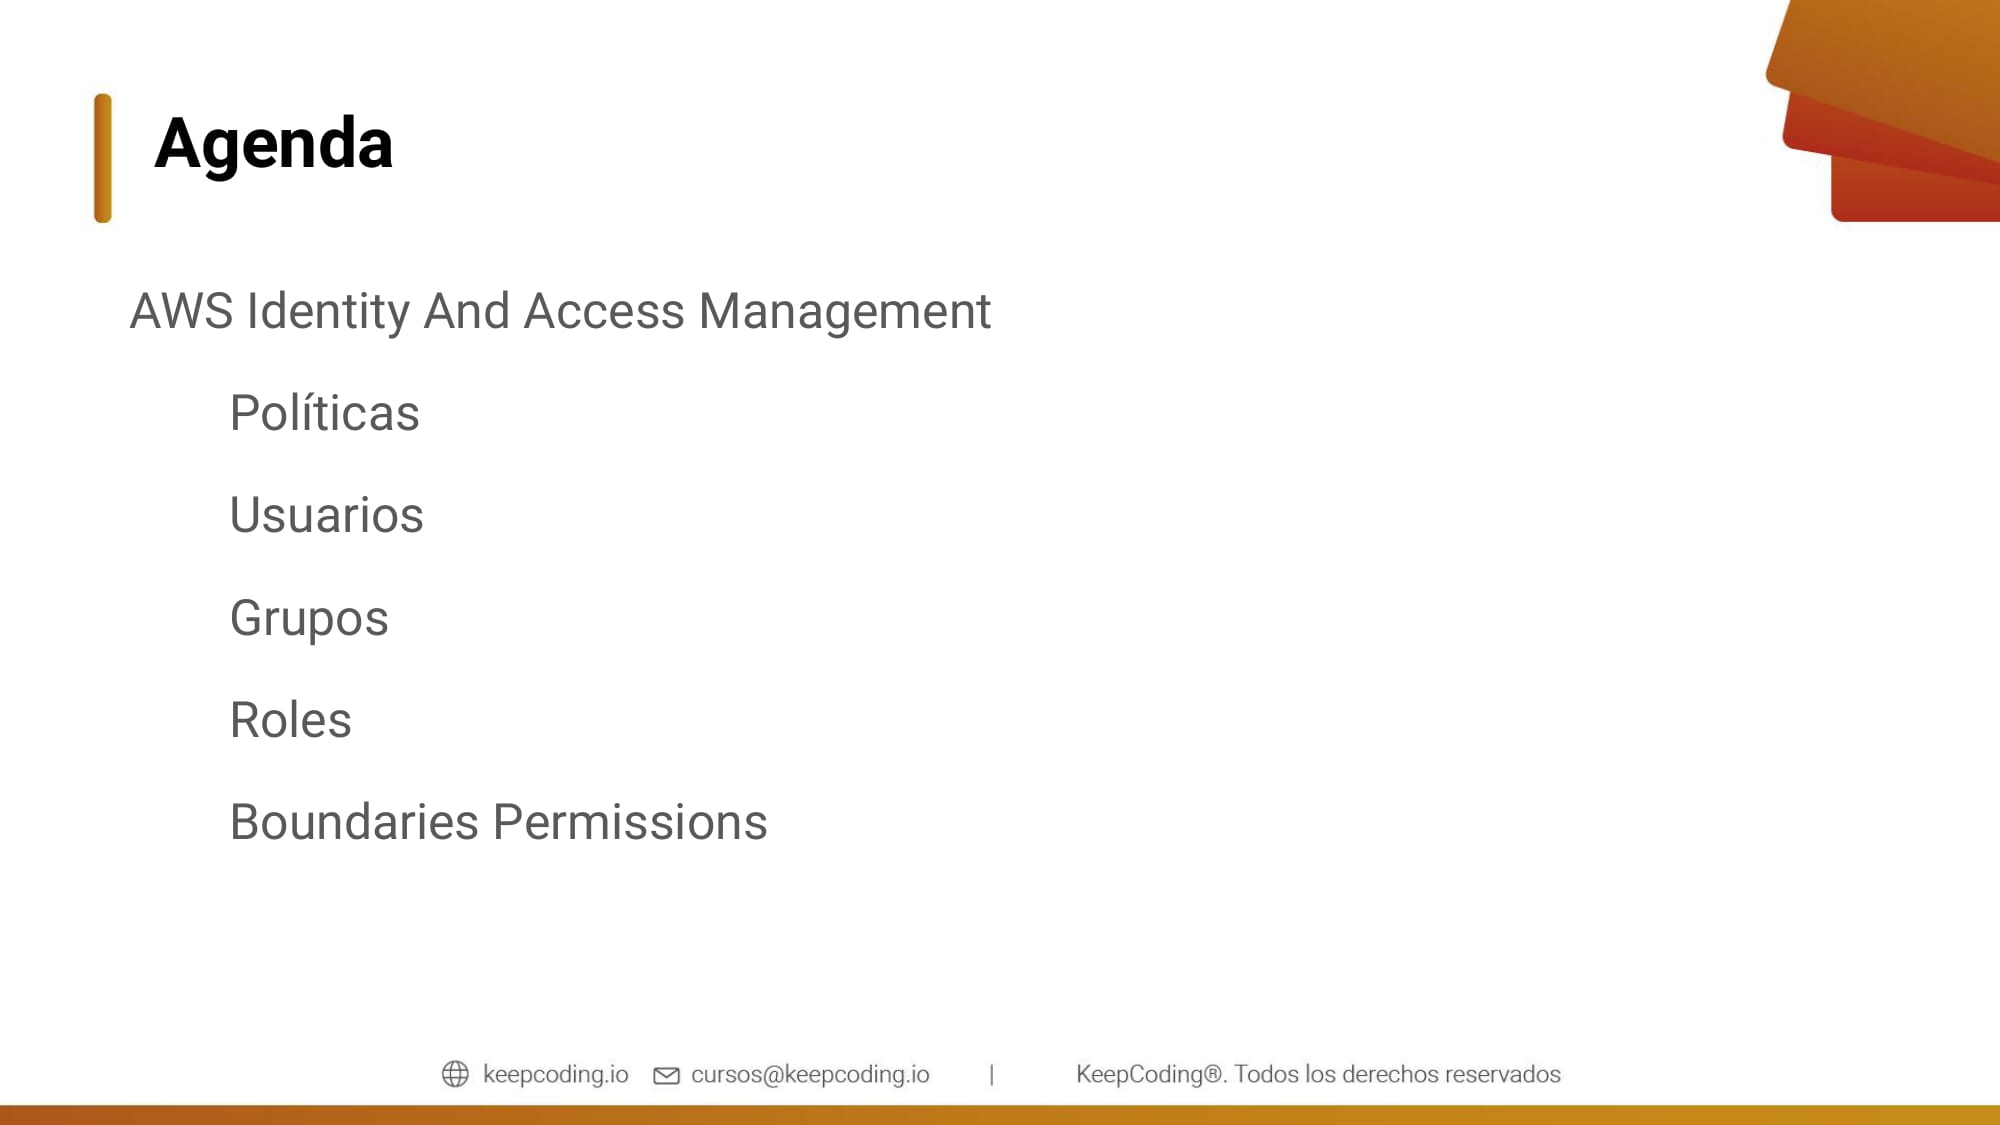 Agenda
AWS Identity And Access Management
Políticas
Usuarios
Grupos
Roles
Boundaries Permissions
keepcoding.io cursos@keepcoding.io | KeepCoding®. Todos los derechos reservados